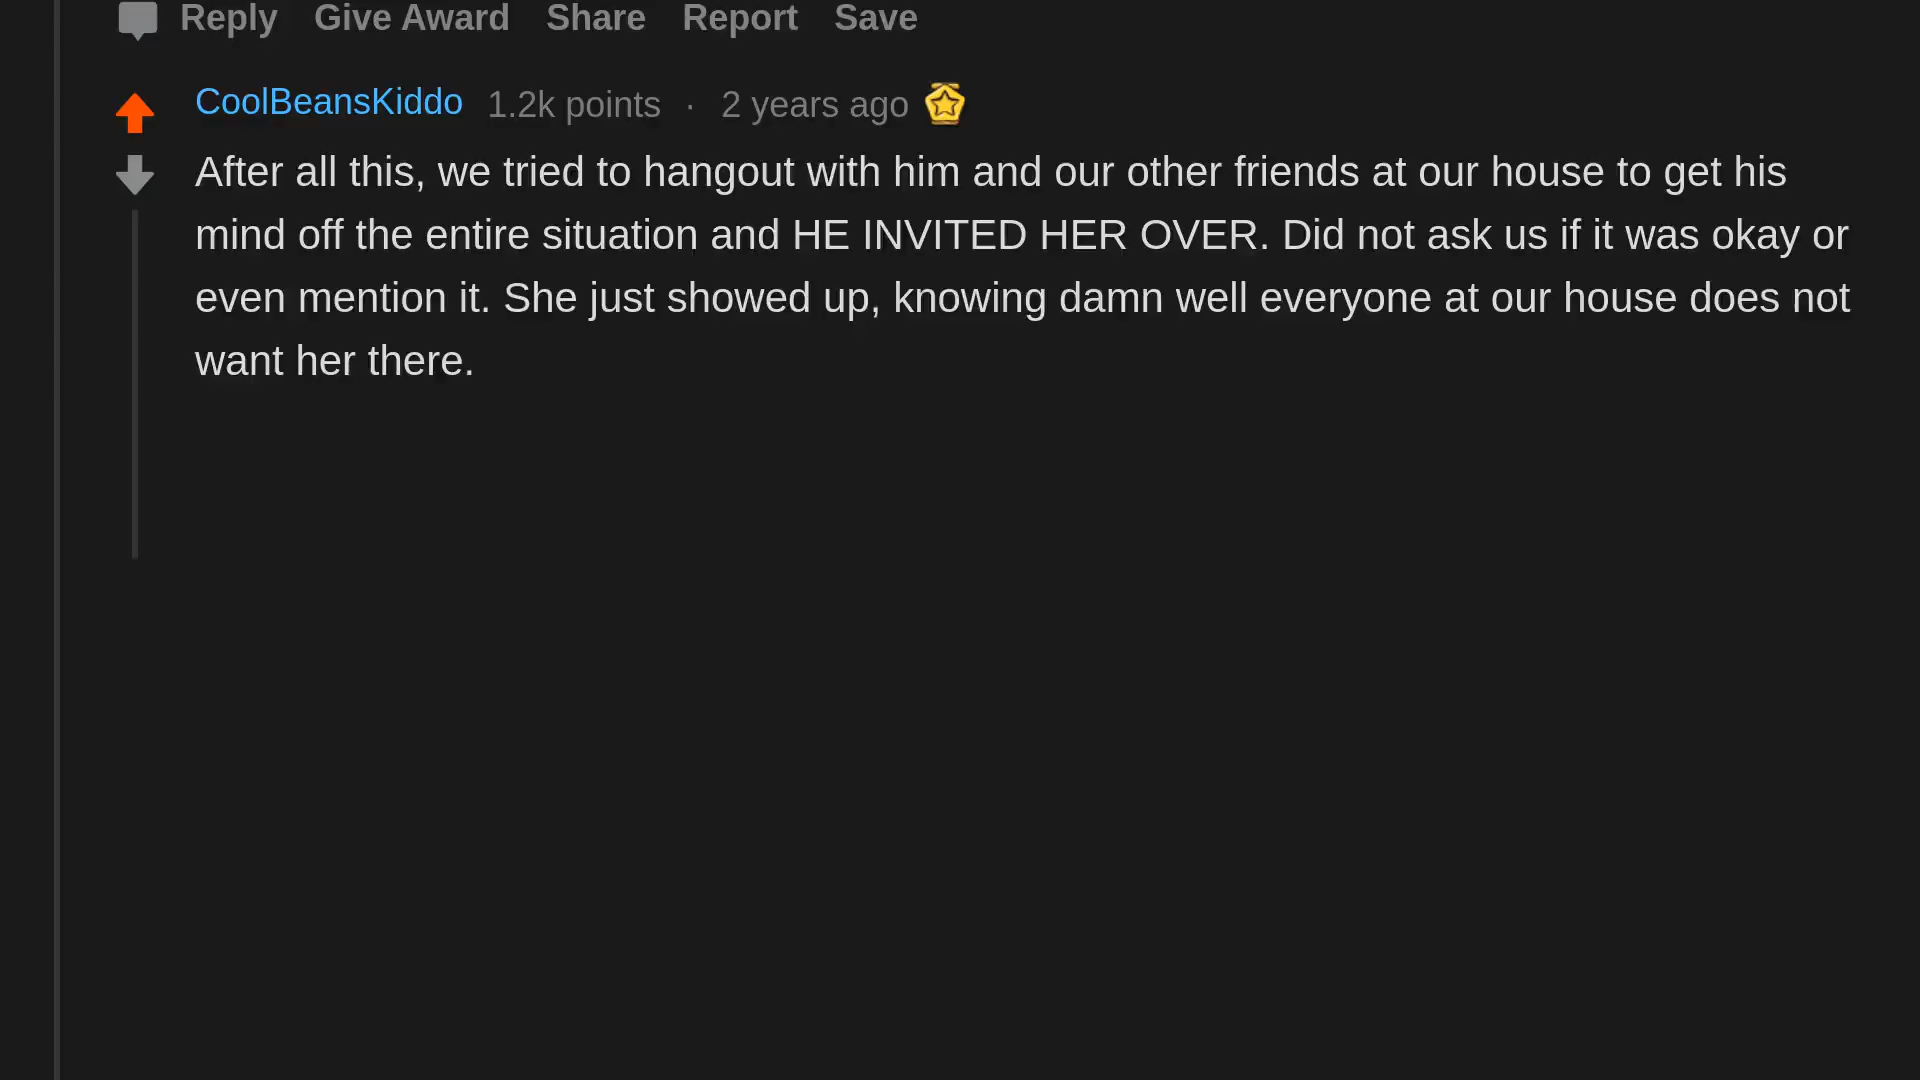 Reply Give Award Share Report Save
CoolBeansKiddo 1.2k points · 2 years ago
After all this, we tried to hangout with him and our other friends at our house to get his
mind off the entire situation and HE INVITED HER OVER. Did not ask us if it was okay or
even mention it. She just showed up, knowing damn well everyone at our house does not
want her there.